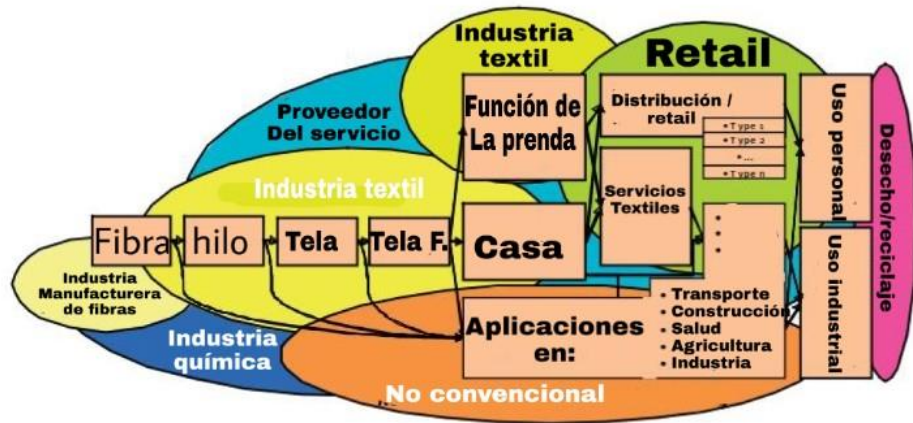 Industria
textil
Retail
Proveedor
Del servicio
Función de
La prenda
Distribución /
retail
• Type 1
• Type 2
• ...
• Type n
Uso personal
Desecho/reciclaje
Industria textil
Servicios
Textiles
Fibra
hilo
Tela
Tela F.
Casa
Industria
Manufacturera
de fibras
Industria
química
Aplicaciones
en:
• Transporte
• Construcción
• Salud
• Agricultura
• Industria
Uso industrial
No convencional